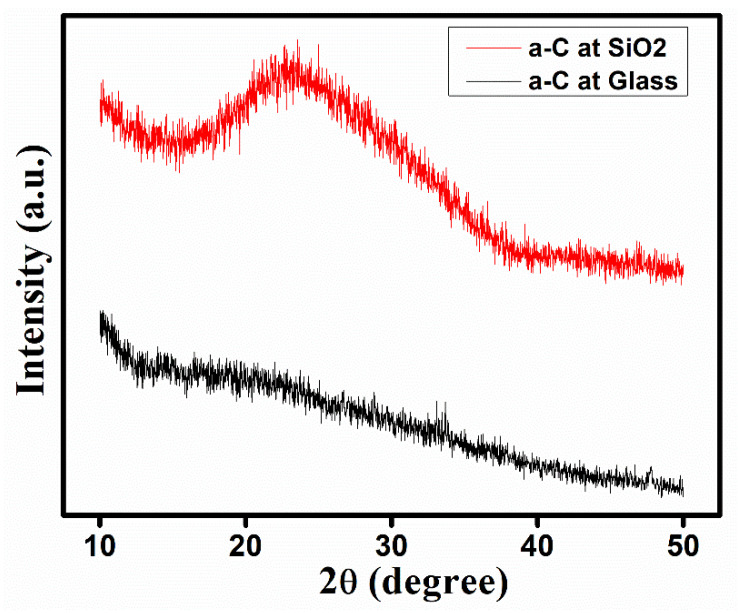 a-C at SiO2
a-C at Glass
Intensity (a.u.)
10 20 30 40 50
2θ (degree)